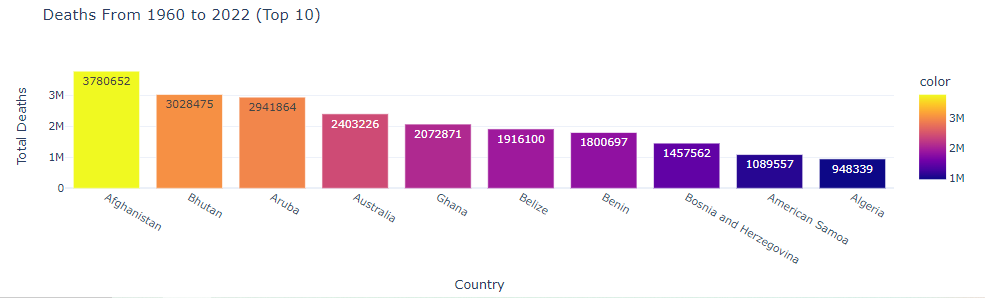 Deaths From 1960 to 2022 (Top 10)
Total Deaths
3M
2M
1M
0
3780652
3028475
2941864
2403226
2072871
1916100
1800697
1457562
1089557
948339
Afghanistan
Bhutan
Aruba
Australia
Ghana
Belize
Benin
Bosnia and Herzegovina
American Samoa
Algeria
Country
color
3M
2M
1M